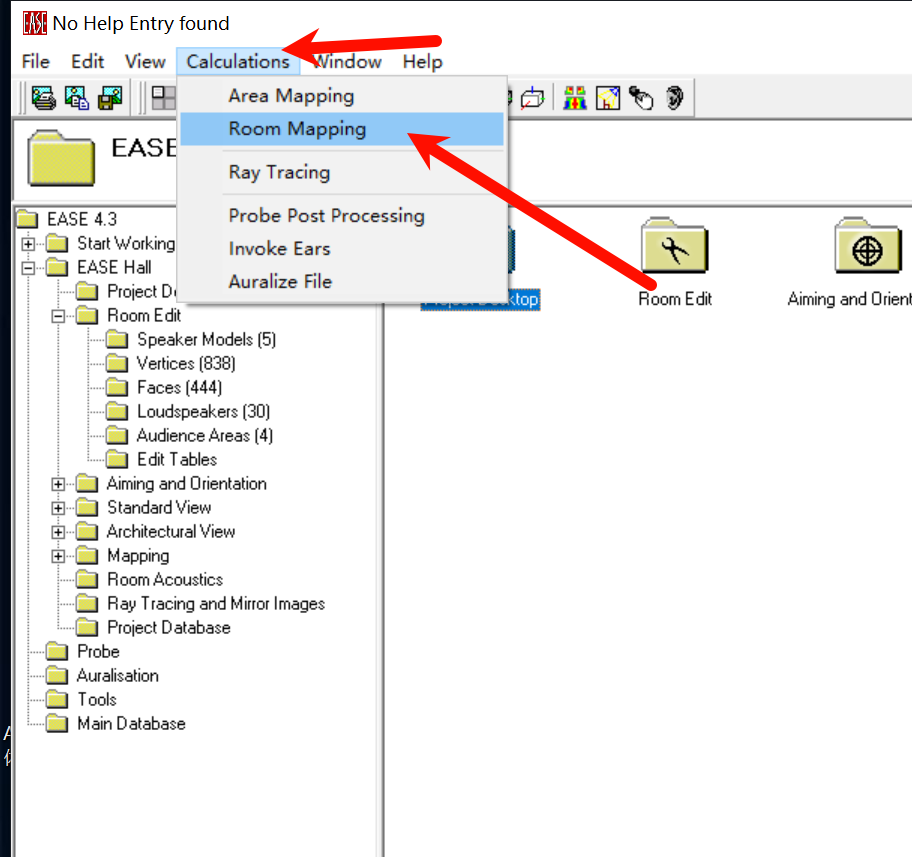 EASE No Help Entry found
File Edit View Calculations Window Help
Area Mapping
Room Mapping
Ray Tracing
Probe Post Processing
Invoke Ears
Auralize File
EASE
EASE 4.3
Start Working
EASE Hall
Project De
Room Edit
Speaker Models (5)
Vertices (838)
Faces (444)
Loudspeakers (30)
Audience Areas (4)
Edit Tables
Aiming and Orientation
Standard View
Architectural View
Mapping
Room Acoustics
Ray Tracing and Mirror Images
Project Database
Probe
Auralisation
Tools
Main Database
Project Desktop Room Edit Aiming and Orient